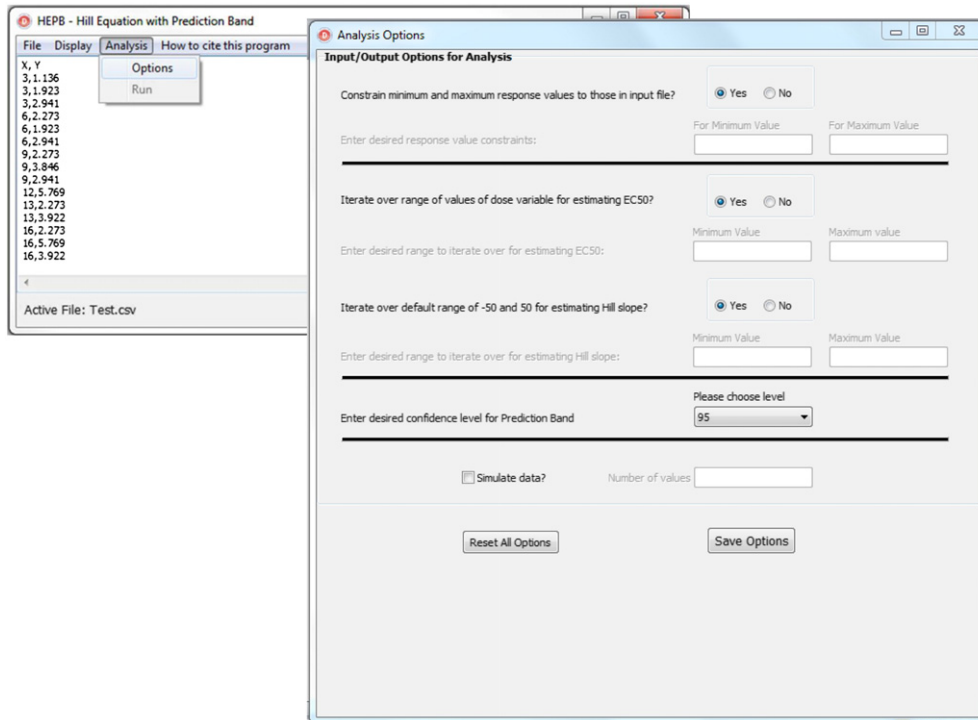 HEPB - Hill Equation with Prediction Band
File Display Analysis How to cite this program
Options
Run
X, Y
3,1.136
3,1.923
3,2.941
6,2.273
6,1.923
6,2.941
9,2.273
9,3.846
9,2.941
12,5.769
13,2.273
13,3.922
16,2.273
16,5.769
16,3.922
Active File: Test.csv
Analysis Options
Input/Output Options for Analysis
Constrain minimum and maximum response values to those in input file? Yes No
For Minimum Value For Maximum Value
Enter desired response value constraints:
Iterate over range of values of dose variable for estimating EC50? Yes No
Minimum Value Maximum value
Enter desired range to iterate over for estimating EC50:
Iterate over default range of -50 and 50 for estimating Hill slope? Yes No
Minimum Value Maximum Value
Enter desired range to iterate over for estimating Hill slope:
Please choose level
Enter desired confidence level for Prediction Band 95
Simulate data? Number of values
Reset All Options Save Options